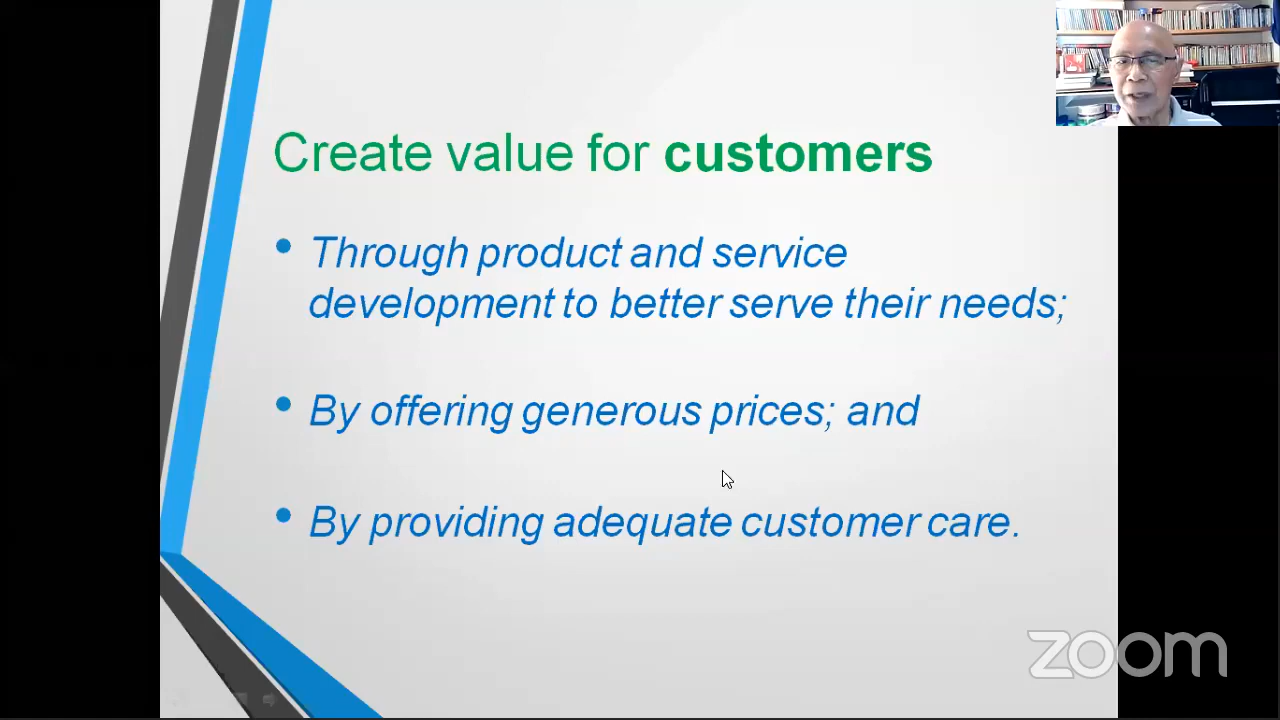 Create value for customers
• Through product and service
development to better serve their needs;
• By offering generous prices; and
• By providing adequate customer care.
zoom